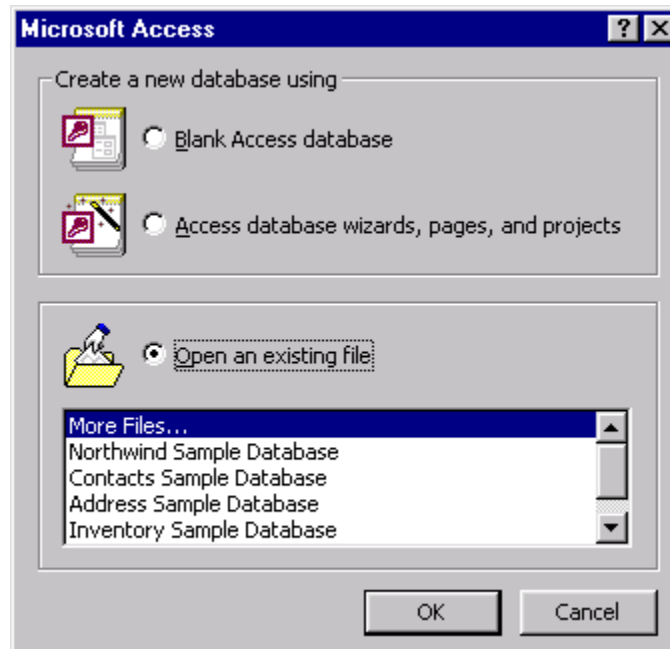 Microsoft Access
Create a new database using
Blank Access database
Access database wizards, pages, and projects
Open an existing file
More Files...
Northwind Sample Database
Contacts Sample Database
Address Sample Database
Inventory Sample Database
OK Cancel